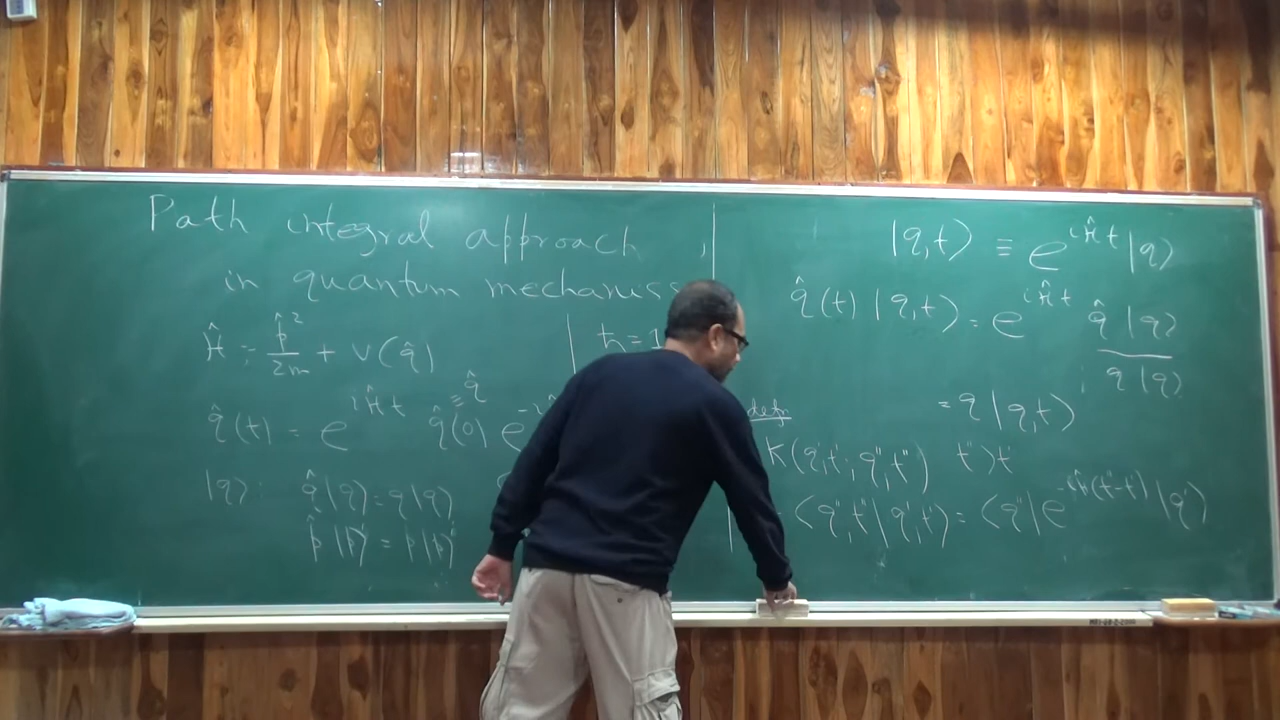 Path integral approach
in quantum mechanics
Ĥ = p̂²/2m + V(q̂)
ħ = 1
q̂(t) = e^{iĤt} q̂(0) e^{-i
≡ q̂
|q⟩ : q̂|q⟩ = q|q⟩
p̂|p⟩ = p|p⟩
|q,t⟩ ≡ e^{iĤt}|q⟩
q̂(t)|q,t⟩ = e^{iĤt} q̂|q⟩
q|q⟩
= q|q,t⟩
defn
K(q',t'; q'',t'') t''>t'
= ⟨q'',t''|q',t'⟩ = ⟨q''|e^{-iĤ(t''-t')}|q'⟩